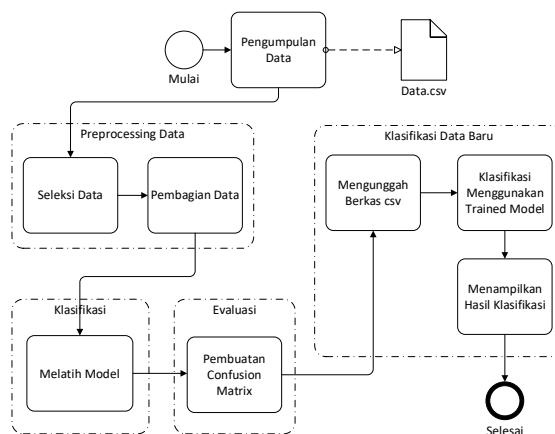 Mulai
Pengumpulan
Data
Data.csv
Preprocessing Data
Seleksi Data
Pembagian Data
Klasifikasi
Melatih Model
Evaluasi
Pembuatan
Confusion
Matrix
Klasifikasi Data Baru
Mengunggah
Berkas csv
Klasifikasi
Menggunakan
Trained Model
Menampilkan
Hasil Klasifikasi
Selesai